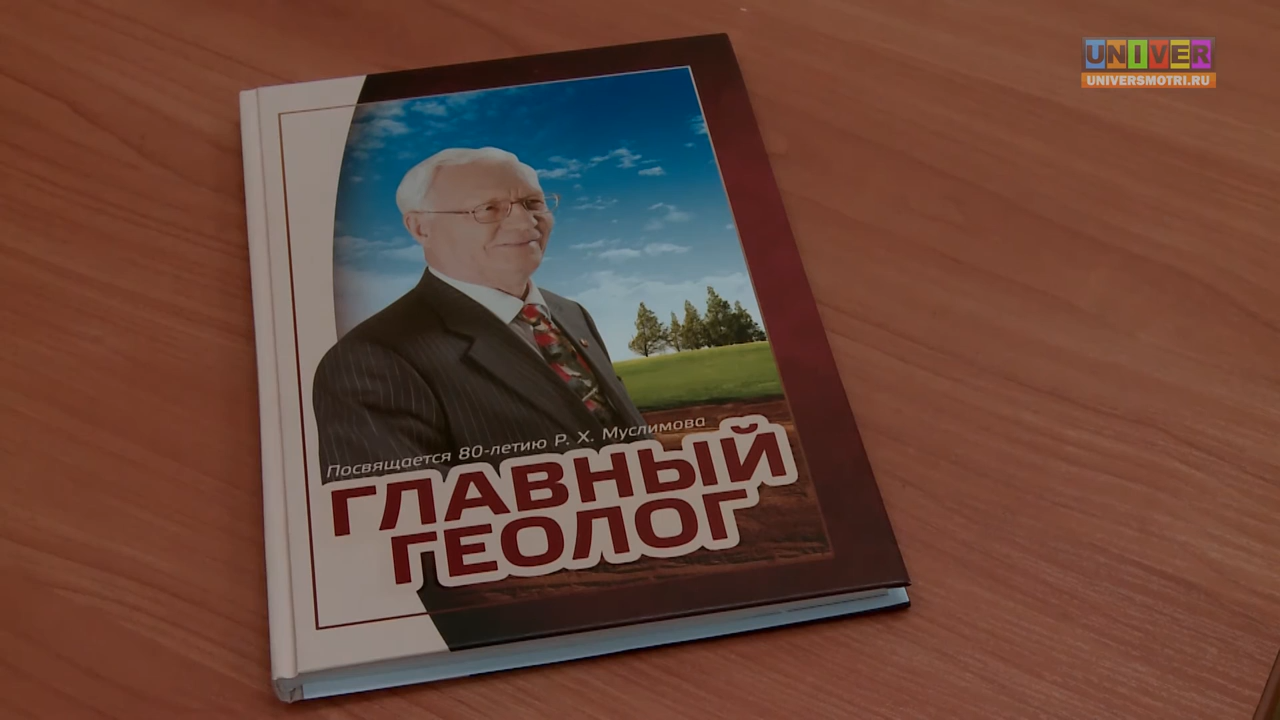 UNIVER
UNIVERSMOTRI.RU
Посвящается 80-летию Р. Х. Муслимова
ГЛАВНЫЙ
ГЕОЛОГ